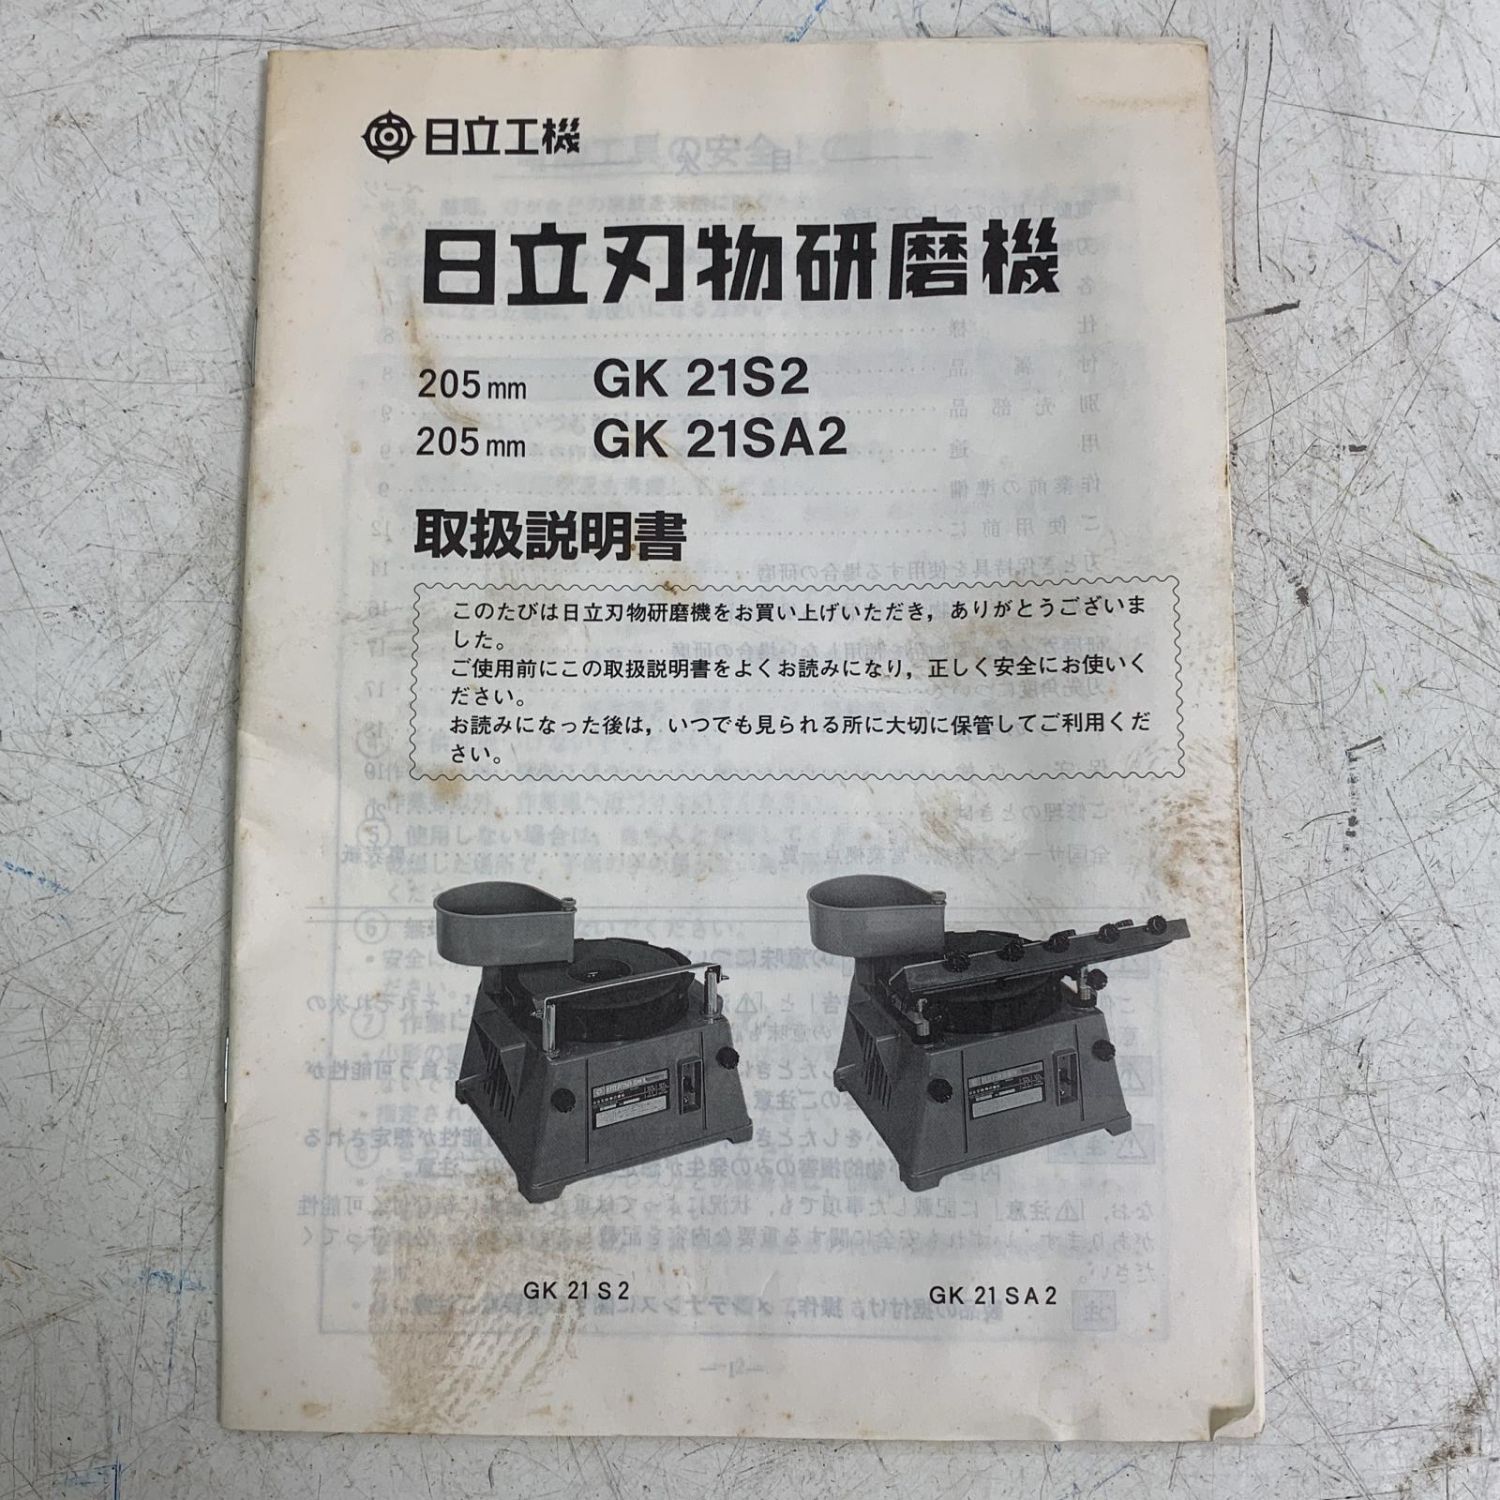 日立工機
日立刃物研磨機
205mm GK 21S2
205mm GK 21SA2
取扱説明書
このたびは日立刃物研磨機をお買い上げいただき，ありがとうございま
した。
ご使用前にこの取扱説明書をよくお読みになり，正しく安全にお使いく
ださい。
お読みになった後は，いつでも見られる所に大切に保管してご利用くだ
さい。
GK 21 S2
GK 21 SA2